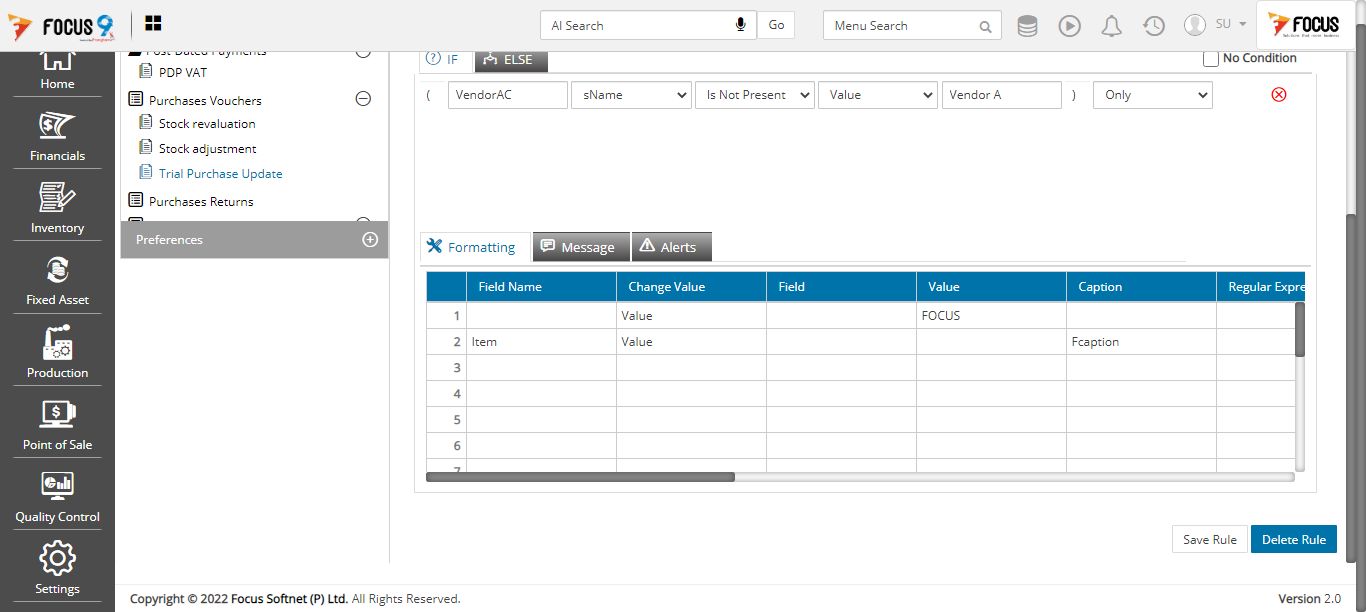 FOCUS 9
AI Search
Go
Menu Search
SU
FOCUS
Home
Financials
Inventory
Fixed Asset
Production
Point of Sale
Quality Control
Settings
Post Dated Payments
PDP VAT
Purchases Vouchers
Stock revaluation
Stock adjustment
Trial Purchase Update
Purchases Returns
Preferences
IF
ELSE
No Condition
( VendorAC sName Is Not Present Value Vendor A ) Only
Formatting
Message
Alerts
Field Name Change Value Field Value Caption Regular Expre
1 Value FOCUS
2 Item Value Fcaption
3
4
5
6
7
Save Rule
Delete Rule
Copyright © 2022 Focus Softnet (P) Ltd. All Rights Reserved.
Version 2.0